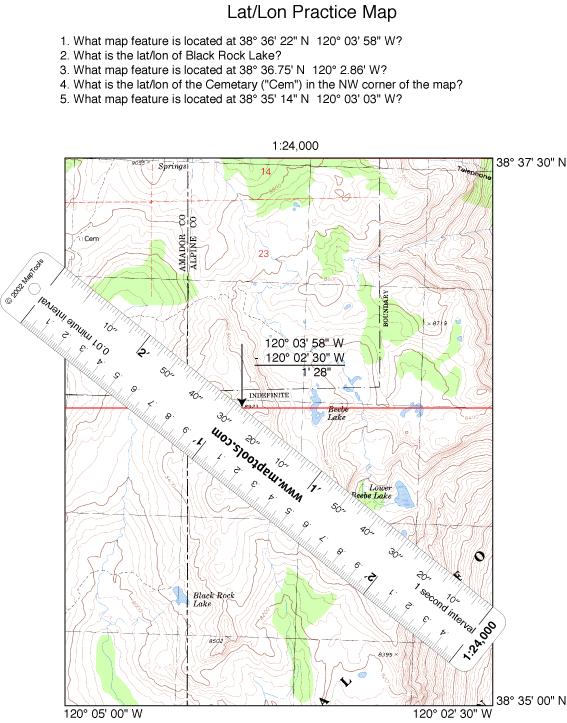 Lat/Lon Practice Map
1. What map feature is located at 38° 36' 22" N  120° 03' 58" W?
2. What is the lat/lon of Black Rock Lake?
3. What map feature is located at 38° 36.75' N  120° 2.86' W?
4. What is the lat/lon of the Cemetary ("Cem") in the NW corner of the map?
5. What map feature is located at 38° 35' 14" N  120° 03' 03" W?
1:24,000
38° 37' 30" N
Springs
14
Telephone
AMADOR CO
ALPINE CO
Cem
23
© 2002 MapTools
BOUNDARY
8719
0.01 minute interval
120° 03' 58" W
- 120° 02' 30" W
1' 28"
INDEFINITE
Beebe
Lake
www.maptools.com
Lower
Beebe Lake
1 second interval
1:24,000
Black Rock
Lake
8502
8395
F O
A L
38° 35' 00" N
120° 05' 00" W
120° 02' 30" W